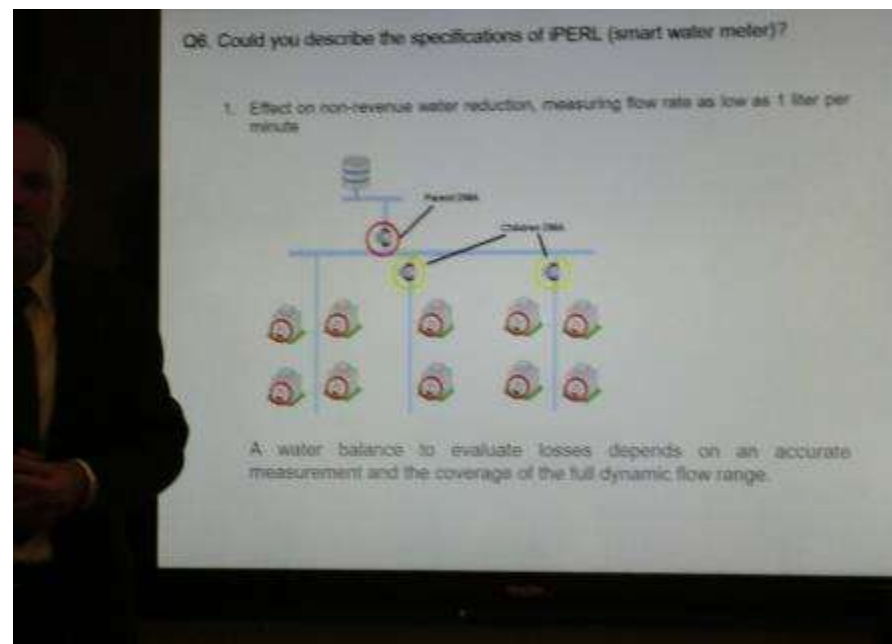 Q6. Could you describe the specifications of iPERL (smart water meter)?
1. Effect on non-revenue water reduction, measuring flow rate as low as 1 liter per
minute
Parent DMA
Children DMA
A water balance to evaluate losses depends on an accurate
measurement and the coverage of the full dynamic flow range.